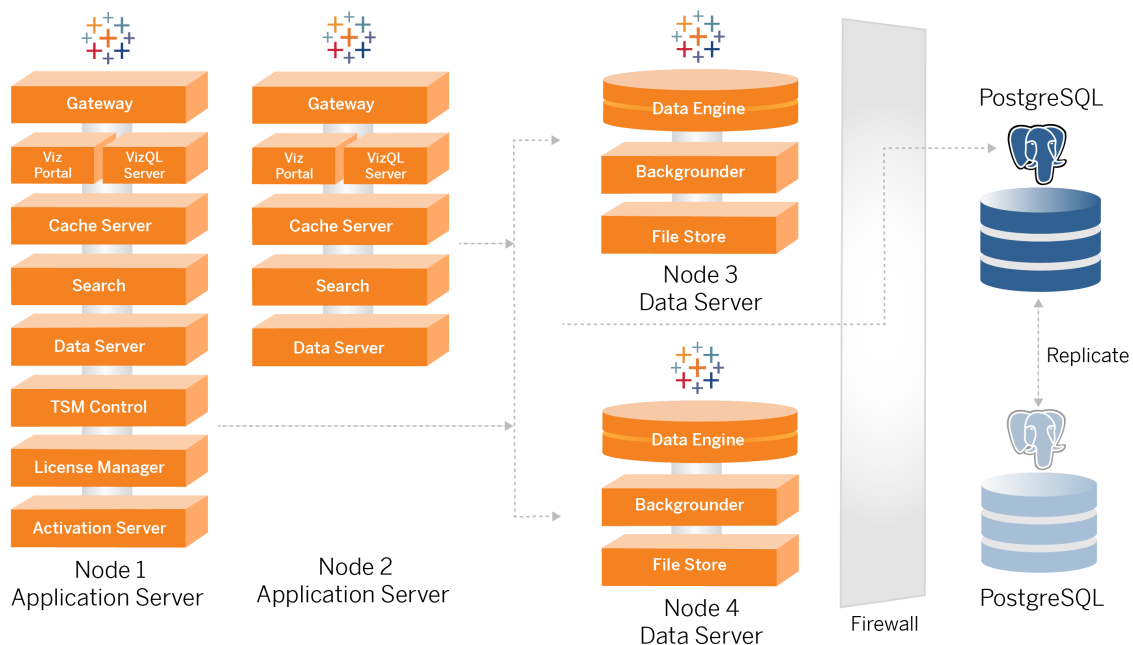 Gateway
Viz
Portal
VizQL
Server
Cache Server
Search
Data Server
TSM Control
License Manager
Activation Server
Node 1
Application Server
Gateway
Viz
Portal
VizQL
Server
Cache Server
Search
Data Server
Node 2
Application Server
Data Engine
Backgrounder
File Store
Node 3
Data Server
Data Engine
Backgrounder
File Store
Node 4
Data Server
Firewall
PostgreSQL
Replicate
PostgreSQL